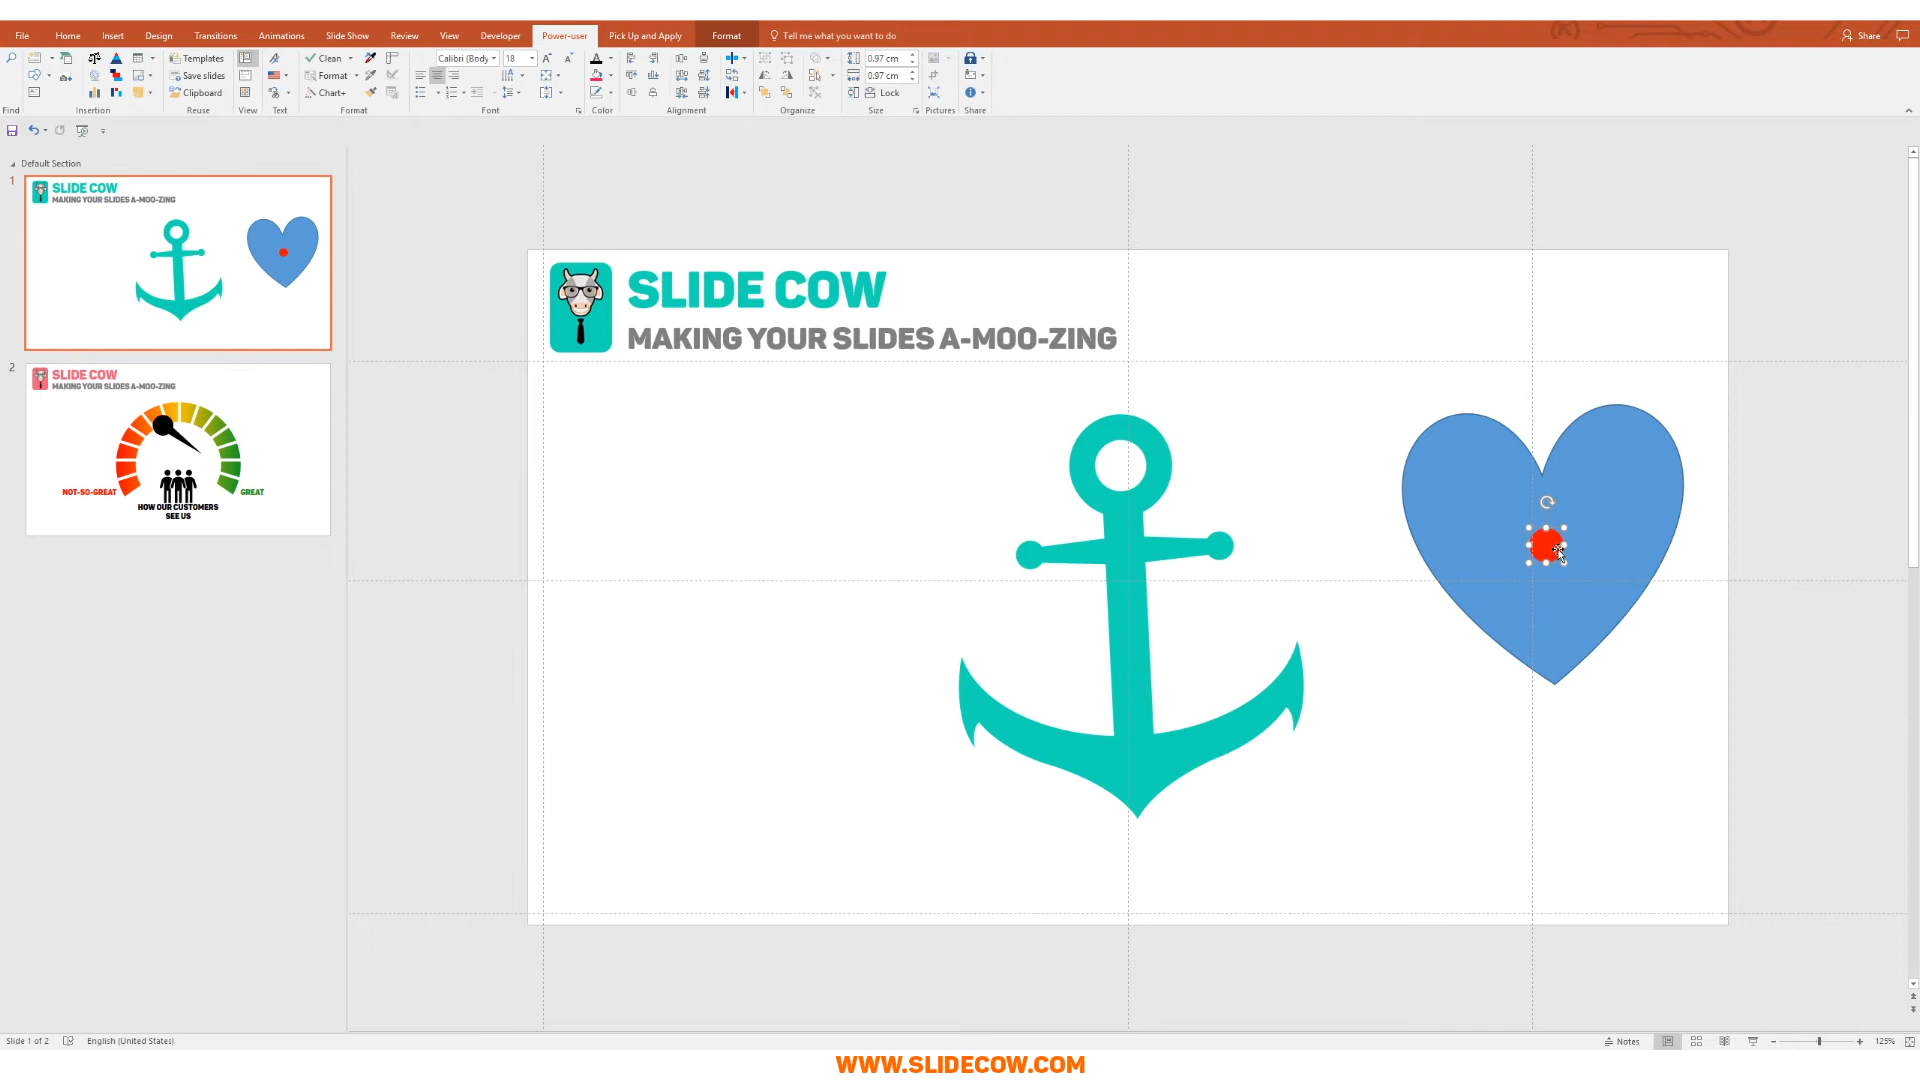 File Home Insert Design Transitions Animations Slide Show Review View Developer Power-user Pick Up and Apply Format Tell me what you want to do Share
Templates Clean Calibri (Body 18 0.97 cm
Save slides Format 0.97 cm
Clipboard Chart+ Lock
Find Insertion Reuse View Text Format Font Color Alignment Organize Size Pictures Share
Default Section
1
SLIDE COW
MAKING YOUR SLIDES A-MOO-ZING
2
SLIDE COW
MAKING YOUR SLIDES A-MOO-ZING
NOT-SO-GREAT GREAT
HOW OUR CUSTOMERS
SEE US
SLIDE COW
MAKING YOUR SLIDES A-MOO-ZING
Slide 1 of 2 English (United States) Notes 125%
WWW.SLIDECOW.COM